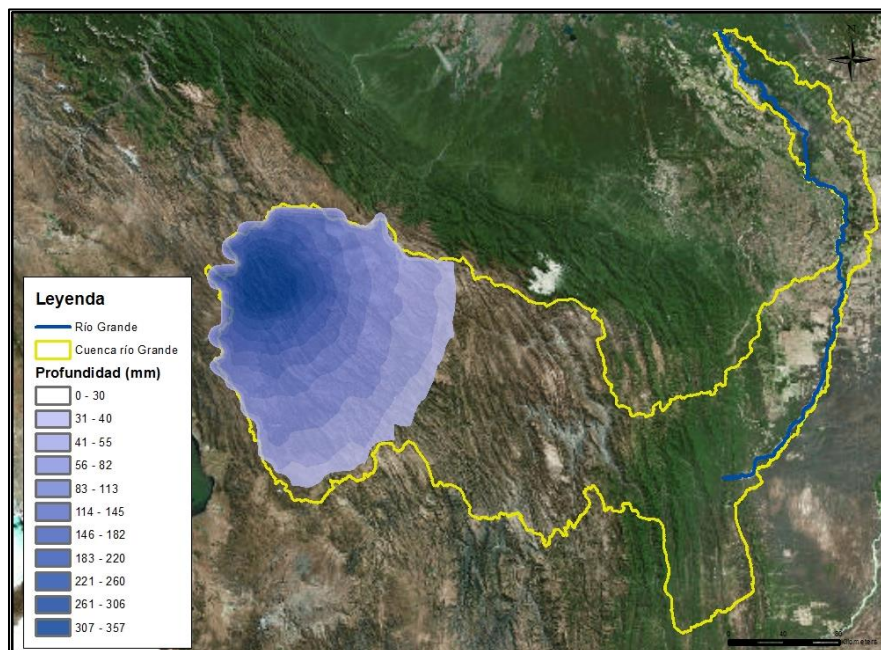 N
Leyenda
Río Grande
Cuenca río Grande
Profundidad (mm)
0 - 30
31 - 40
41 - 55
56 - 82
83 - 113
114 - 145
146 - 182
183 - 220
221 - 260
261 - 306
307 - 357